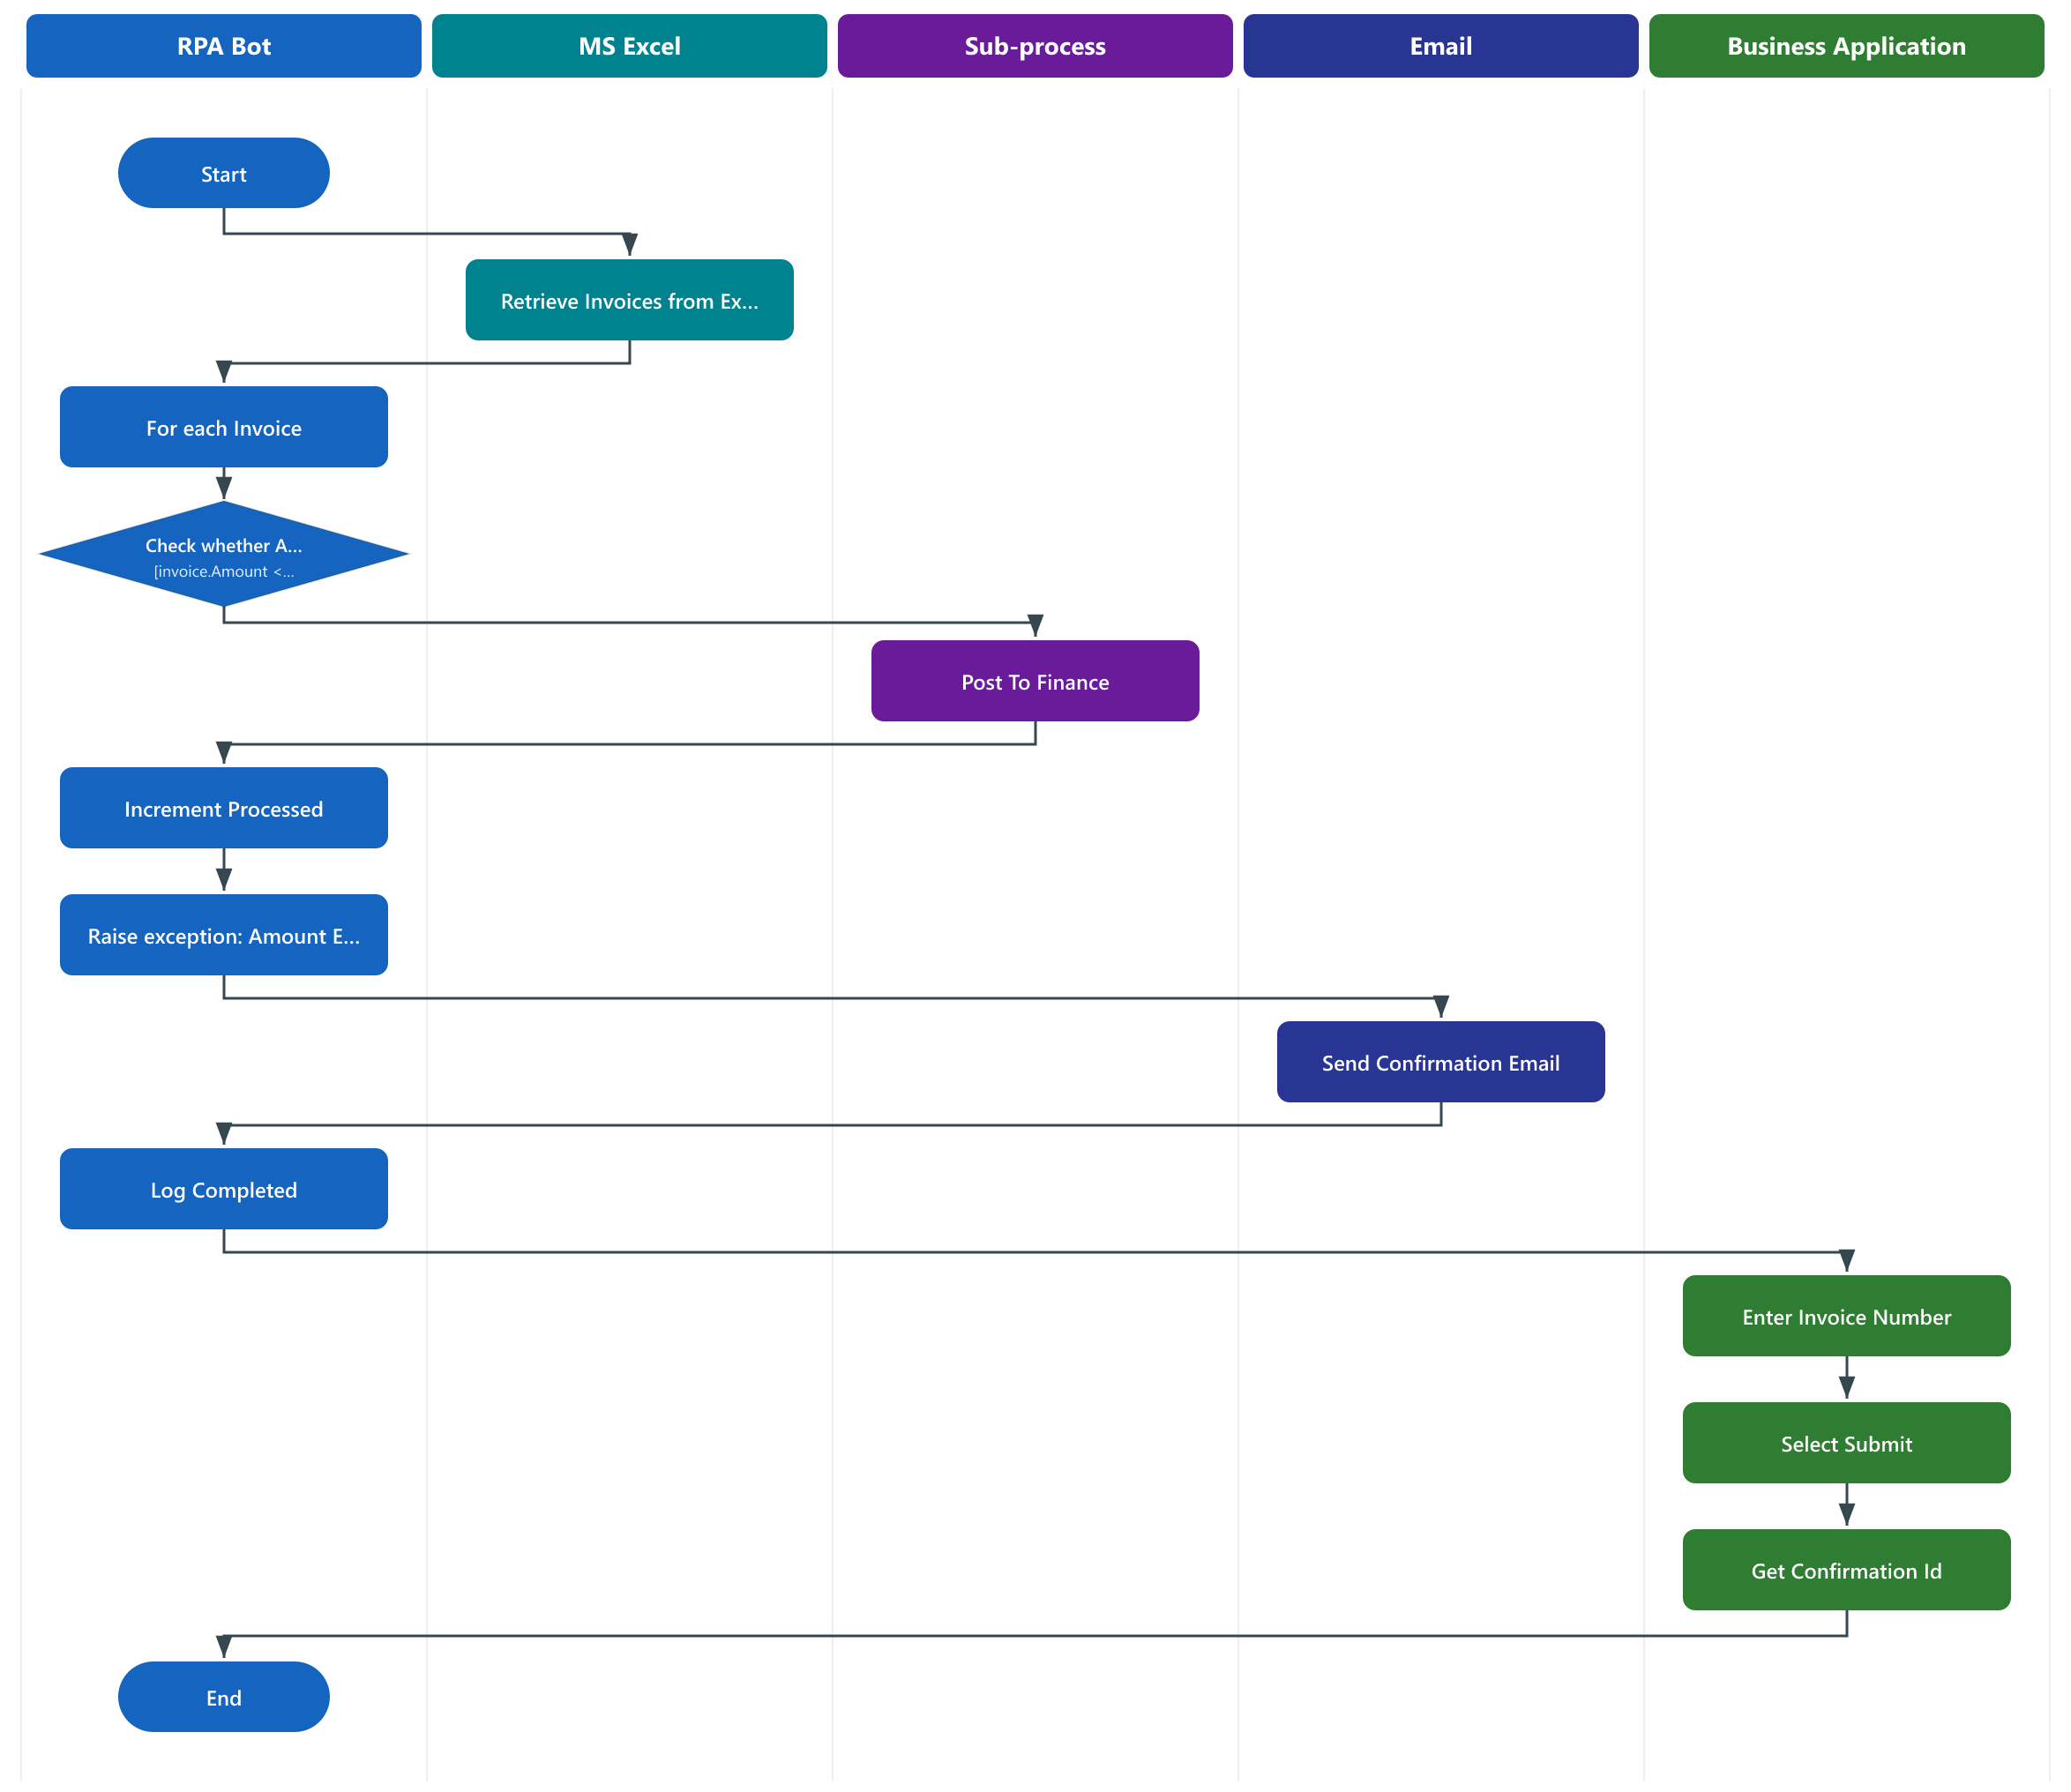 RPA Bot
MS Excel
Sub-process
Email
Business Application
Start
Retrieve Invoices from Ex...
For each Invoice
Check whether A...
[invoice.Amount <...
Post To Finance
Increment Processed
Raise exception: Amount E...
Send Confirmation Email
Log Completed
Enter Invoice Number
Select Submit
Get Confirmation Id
End